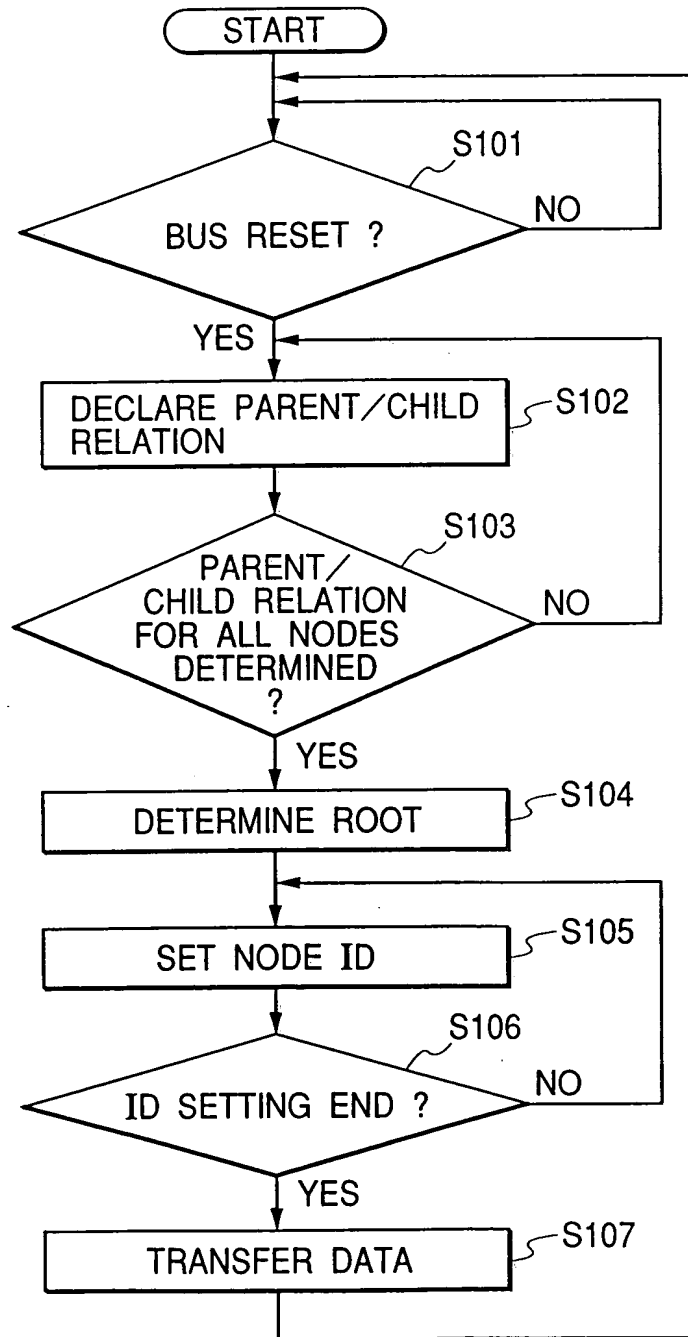 START
S101
BUS RESET ?
NO
YES
DECLARE PARENT/CHILD
RELATION
S102
S103
PARENT/
CHILD RELATION
FOR ALL NODES
DETERMINED
?
NO
YES
DETERMINE ROOT
S104
SET NODE ID
S105
S106
ID SETTING END ?
NO
YES
TRANSFER DATA
S107